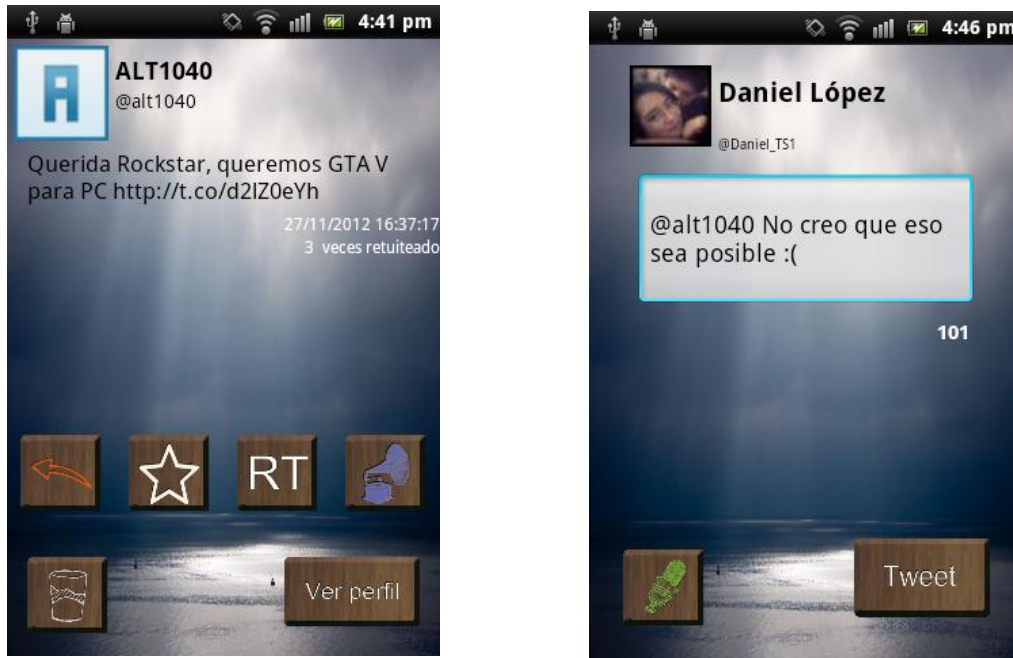 4:41 pm
ALT1040
@alt1040
Querida Rockstar, queremos GTA V
para PC http://t.co/d2IZ0eYh
27/11/2012 16:37:17
3 veces retuiteado
RT
Ver perfil
4:46 pm
Daniel López
@Daniel_TS1
@alt1040 No creo que eso
sea posible :(
101
Tweet